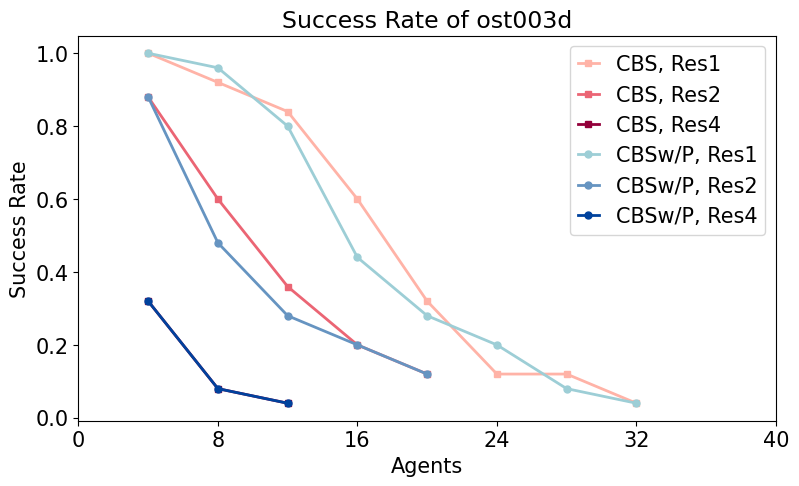 Success Rate of ost003d
1.0
0.8
0.6
0.4
0.2
0.0
Success Rate
0 8 16 24 32 40
Agents
CBS, Res1
CBS, Res2
CBS, Res4
CBSw/P, Res1
CBSw/P, Res2
CBSw/P, Res4